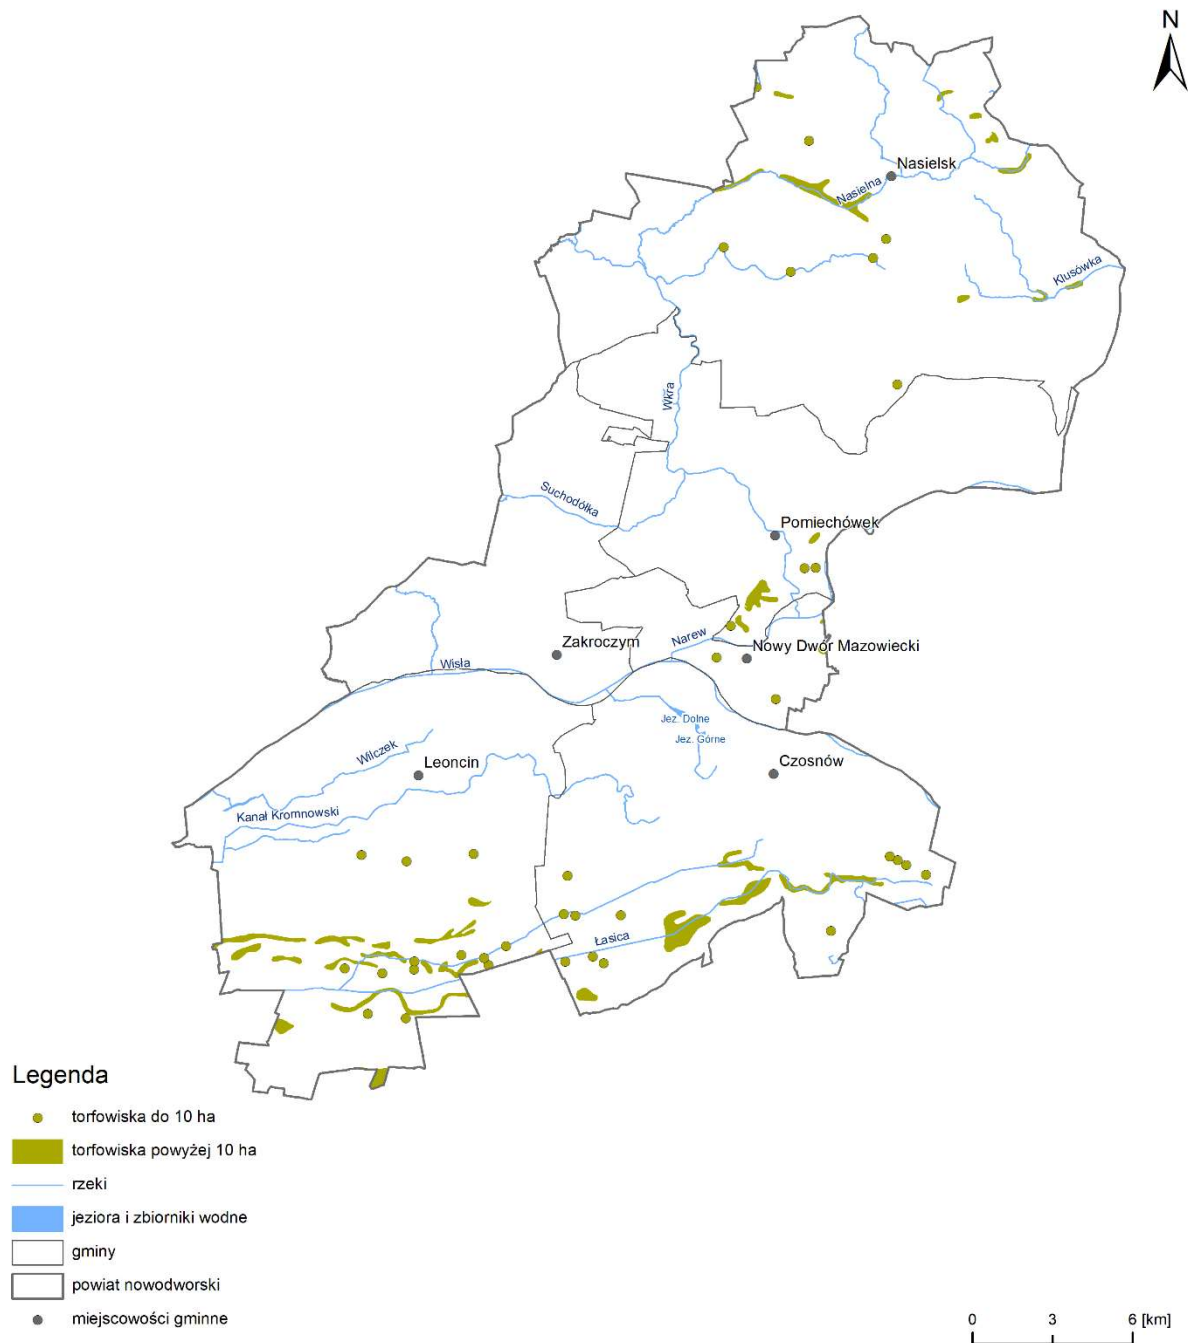 N
Nasielsk
Nasielna
Klusówka
Wkra
Suchodółka
Pomiechówek
Zakroczym
Narew
Nowy Dwór Mazowiecki
Wisła
Jez. Dolne
Jez. Górne
Wilczek
Leoncin
Czosnów
Kanał Kromnowski
Łasica
Legenda
torfowiska do 10 ha
torfowiska powyżej 10 ha
rzeki
jeziora i zbiorniki wodne
gminy
powiat nowodworski
miejscowości gminne
0 3 6 [km]